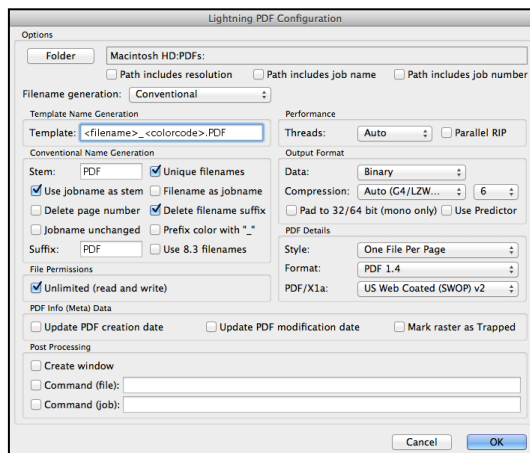 Lightning PDF Configuration
Options
Folder Macintosh HD:PDFs:
Path includes resolution Path includes job name Path includes job number
Filename generation: Conventional
Template Name Generation
Template: <filename>_<colorcode>.PDF
Conventional Name Generation
Stem: PDF Unique filenames
Use jobname as stem Filename as jobname
Delete page number Delete filename suffix
Jobname unchanged Prefix color with "_"
Suffix: PDF Use 8.3 filenames
File Permissions
Unlimited (read and write)
Performance
Threads: Auto Parallel RIP
Output Format
Data: Binary
Compression: Auto (G4/LZW... 6
Pad to 32/64 bit (mono only) Use Predictor
PDF Details
Style: One File Per Page
Format: PDF 1.4
PDF/X1a: US Web Coated (SWOP) v2
PDF Info (Meta) Data
Update PDF creation date Update PDF modification date Mark raster as Trapped
Post Processing
Create window
Command (file):
Command (job):
Cancel OK